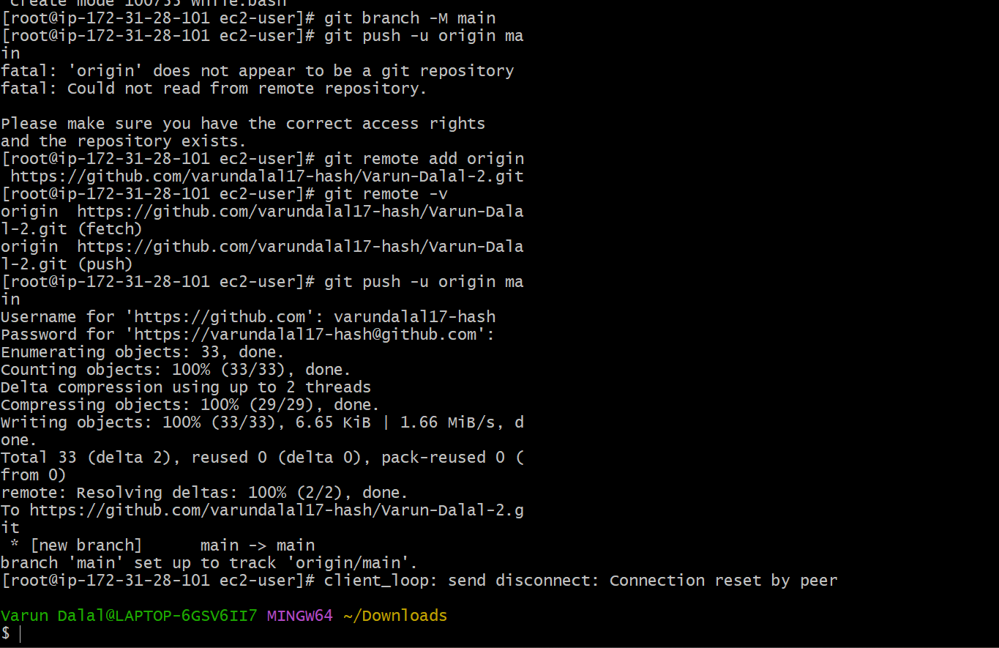 create mode 100755 while.bash
[root@ip-172-31-28-101 ec2-user]# git branch -M main
[root@ip-172-31-28-101 ec2-user]# git push -u origin ma
in
fatal: 'origin' does not appear to be a git repository
fatal: Could not read from remote repository.

Please make sure you have the correct access rights
and the repository exists.
[root@ip-172-31-28-101 ec2-user]# git remote add origin
 https://github.com/varundalal17-hash/Varun-Dalal-2.git
[root@ip-172-31-28-101 ec2-user]# git remote -v
origin  https://github.com/varundalal17-hash/Varun-Dala
l-2.git (fetch)
origin  https://github.com/varundalal17-hash/Varun-Dala
l-2.git (push)
[root@ip-172-31-28-101 ec2-user]# git push -u origin ma
in
Username for 'https://github.com': varundalal17-hash
Password for 'https://varundalal17-hash@github.com':
Enumerating objects: 33, done.
Counting objects: 100% (33/33), done.
Delta compression using up to 2 threads
Compressing objects: 100% (29/29), done.
Writing objects: 100% (33/33), 6.65 KiB | 1.66 MiB/s, d
one.
Total 33 (delta 2), reused 0 (delta 0), pack-reused 0 (
from 0)
remote: Resolving deltas: 100% (2/2), done.
To https://github.com/varundalal17-hash/Varun-Dalal-2.g
it
 * [new branch]      main -> main
branch 'main' set up to track 'origin/main'.
[root@ip-172-31-28-101 ec2-user]# client_loop: send disconnect: Connection reset by peer

Varun Dalal@LAPTOP-6GSV6II7 MINGW64 ~/Downloads
$